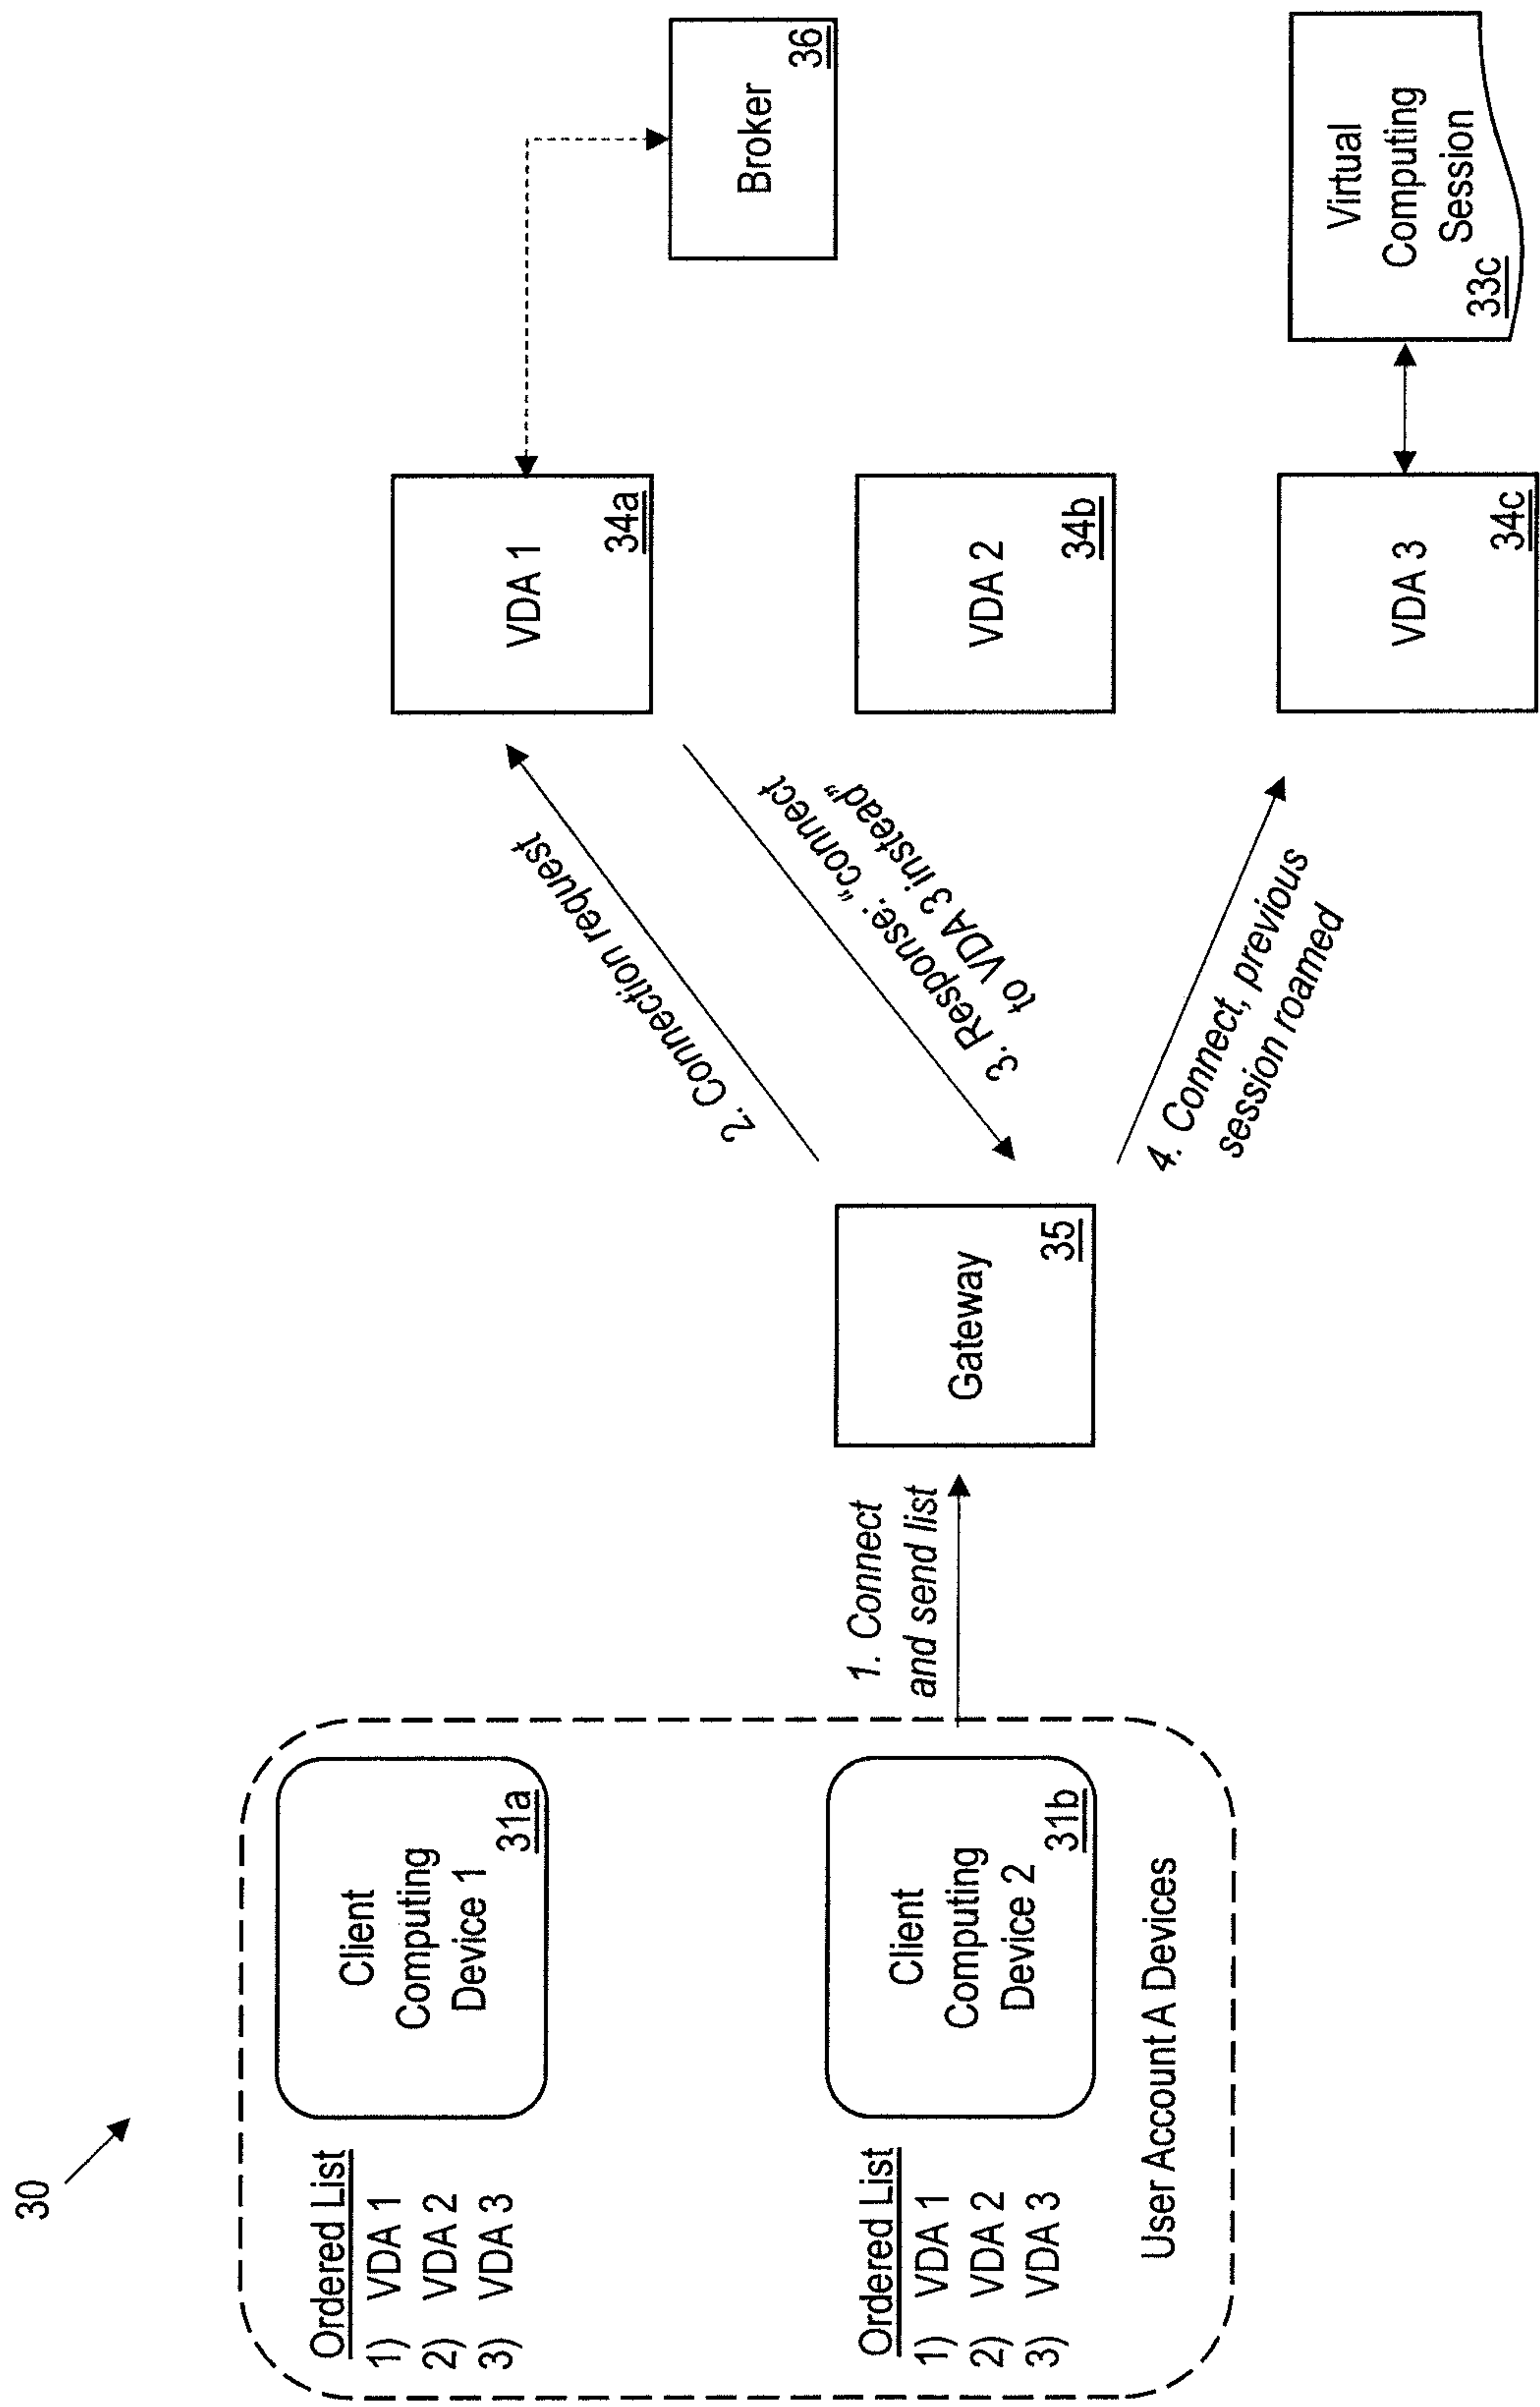 30
Ordered List
1) VDA 1
2) VDA 2
3) VDA 3
Client
Computing
Device 1
31a
Ordered List
1) VDA 1
2) VDA 2
3) VDA 3
Client
Computing
Device 2
31b
User Account A Devices
1. Connect
and send list
Gateway
35
2. Connection request
3. Response: “connect
to VDA 3 instead”
4. Connect, previous
session roamed
VDA 1
34a
VDA 2
34b
VDA 3
34c
Broker
36
Virtual
Computing
Session
33c